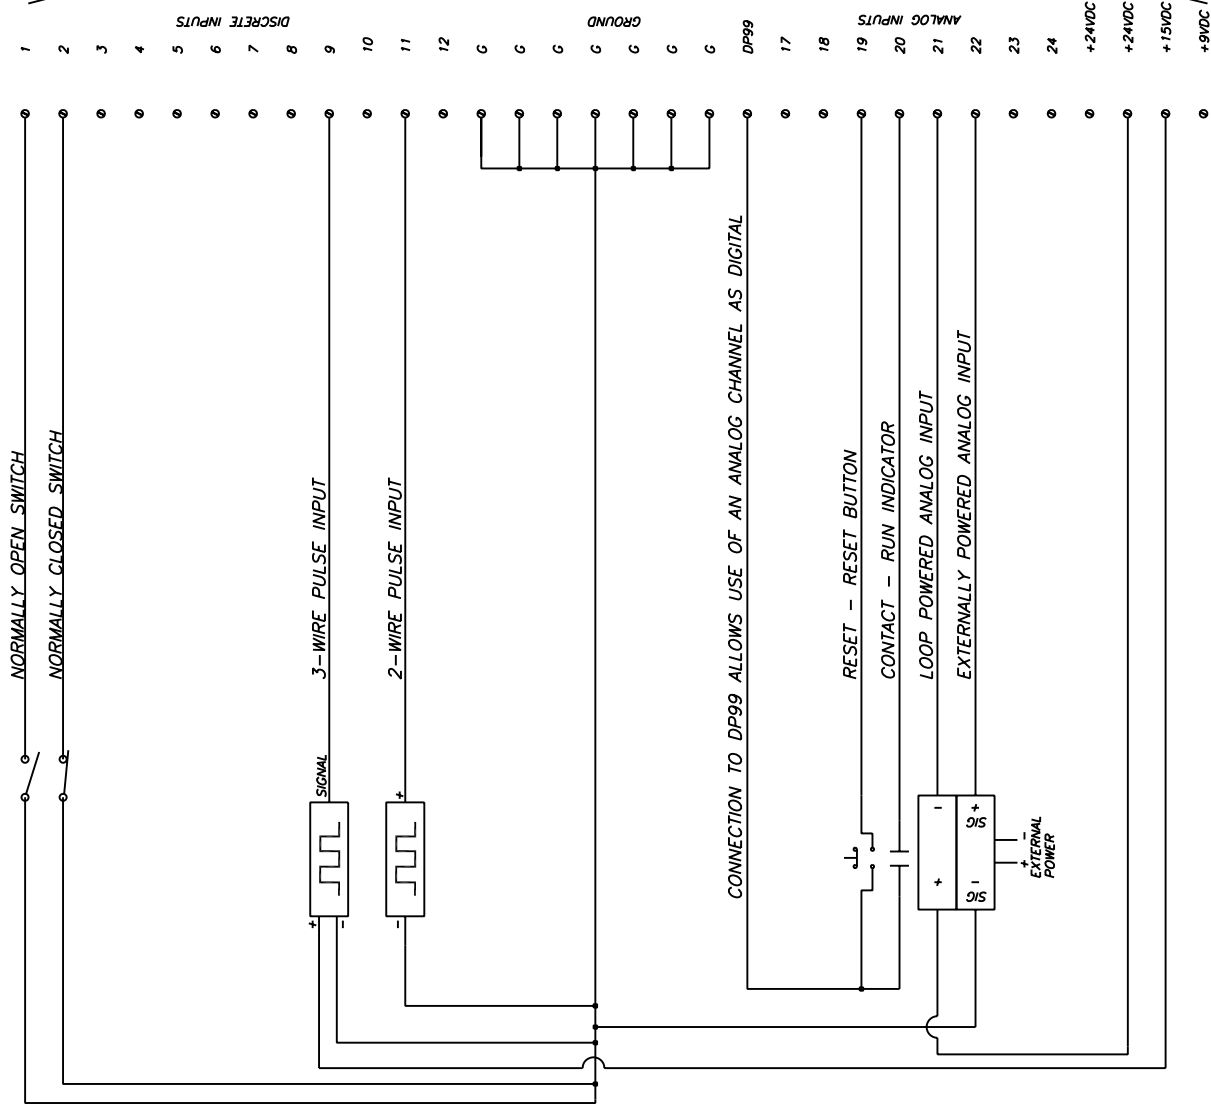 DISCRETE INPUTS
GROUND
ANALOG INPUTS
1
2
3
4
5
6
7
8
9
10
11
12
G
G
G
G
G
G
G
DP99
17
18
19
20
21
22
23
24
+24VDC
+24VDC
+15VDC
+9VDC
NORMALLY OPEN SWITCH
NORMALLY CLOSED SWITCH
3-WIRE PULSE INPUT
2-WIRE PULSE INPUT
CONNECTION TO DP99 ALLOWS USE OF AN ANALOG CHANNEL AS DIGITAL
RESET - RESET BUTTON
CONTACT - RUN INDICATOR
LOOP POWERED ANALOG INPUT
EXTERNALLY POWERED ANALOG INPUT
SIGNAL
+
-
+
-
-
+
+
SIG
-
SIG
-
+
EXTERNAL
POWER